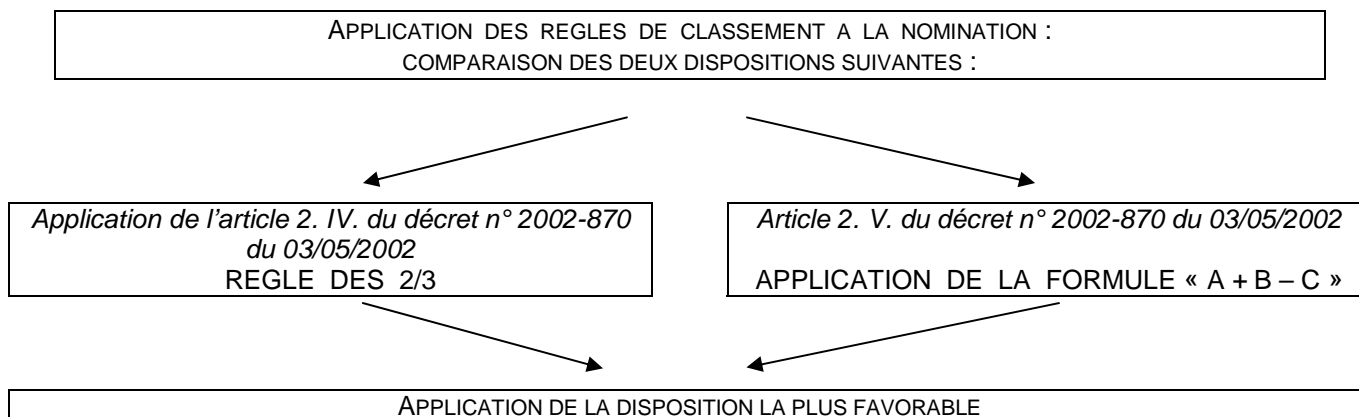 APPLICATION DES REGLES DE CLASSEMENT A LA NOMINATION :
COMPARAISON DES DEUX DISPOSITIONS SUIVANTES :
Application de l'article 2. IV. du décret n° 2002-870
du 03/05/2002
REGLE DES 2/3
Article 2. V. du décret n° 2002-870 du 03/05/2002
APPLICATION DE LA FORMULE « A + B – C »
APPLICATION DE LA DISPOSITION LA PLUS FAVORABLE